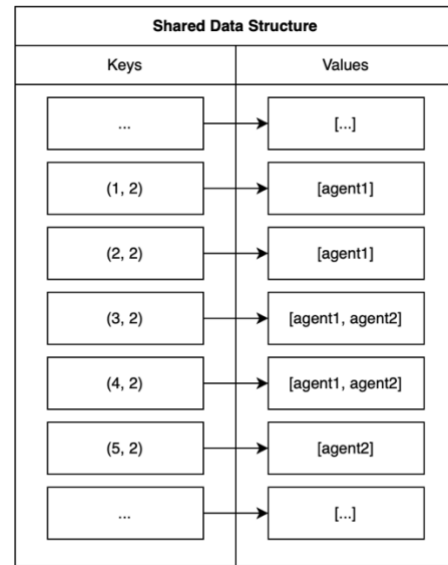 Shared Data Structure
Keys Values
... [...]
(1, 2) [agent1]
(2, 2) [agent1]
(3, 2) [agent1, agent2]
(4, 2) [agent1, agent2]
(5, 2) [agent2]
... [...]